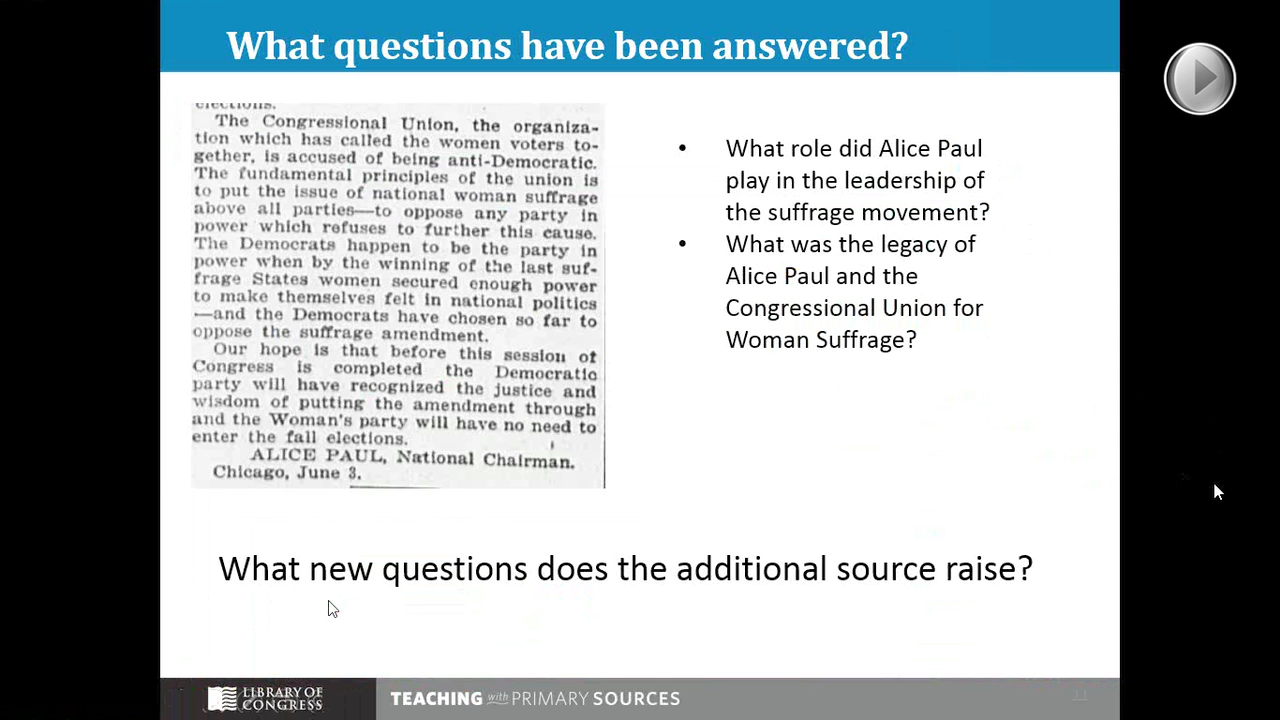 What questions have been answered?
elections.
The Congressional Union, the organiza-
tion which has called the women voters to-
gether, is accused of being anti-Democratic.
The fundamental principles of the union is
to put the issue of national woman suffrage
above all parties—to oppose any party in
power which refuses to further this cause.
The Democrats happen to be the party in
power when by the winning of the last suf-
frage States women secured enough power
to make themselves felt in national politics
—and the Democrats have chosen so far to
oppose the suffrage amendment.
Our hope is that before this session of
Congress is completed the Democratic
party will have recognized the justice and
wisdom of putting the amendment through
and the Woman's party will have no need to
enter the fall elections.
ALICE PAUL, National Chairman.
Chicago, June 3.
• What role did Alice Paul
play in the leadership of
the suffrage movement?
• What was the legacy of
Alice Paul and the
Congressional Union for
Woman Suffrage?
What new questions does the additional source raise?
LIBRARY OF
CONGRESS
TEACHING with PRIMARY SOURCES
11